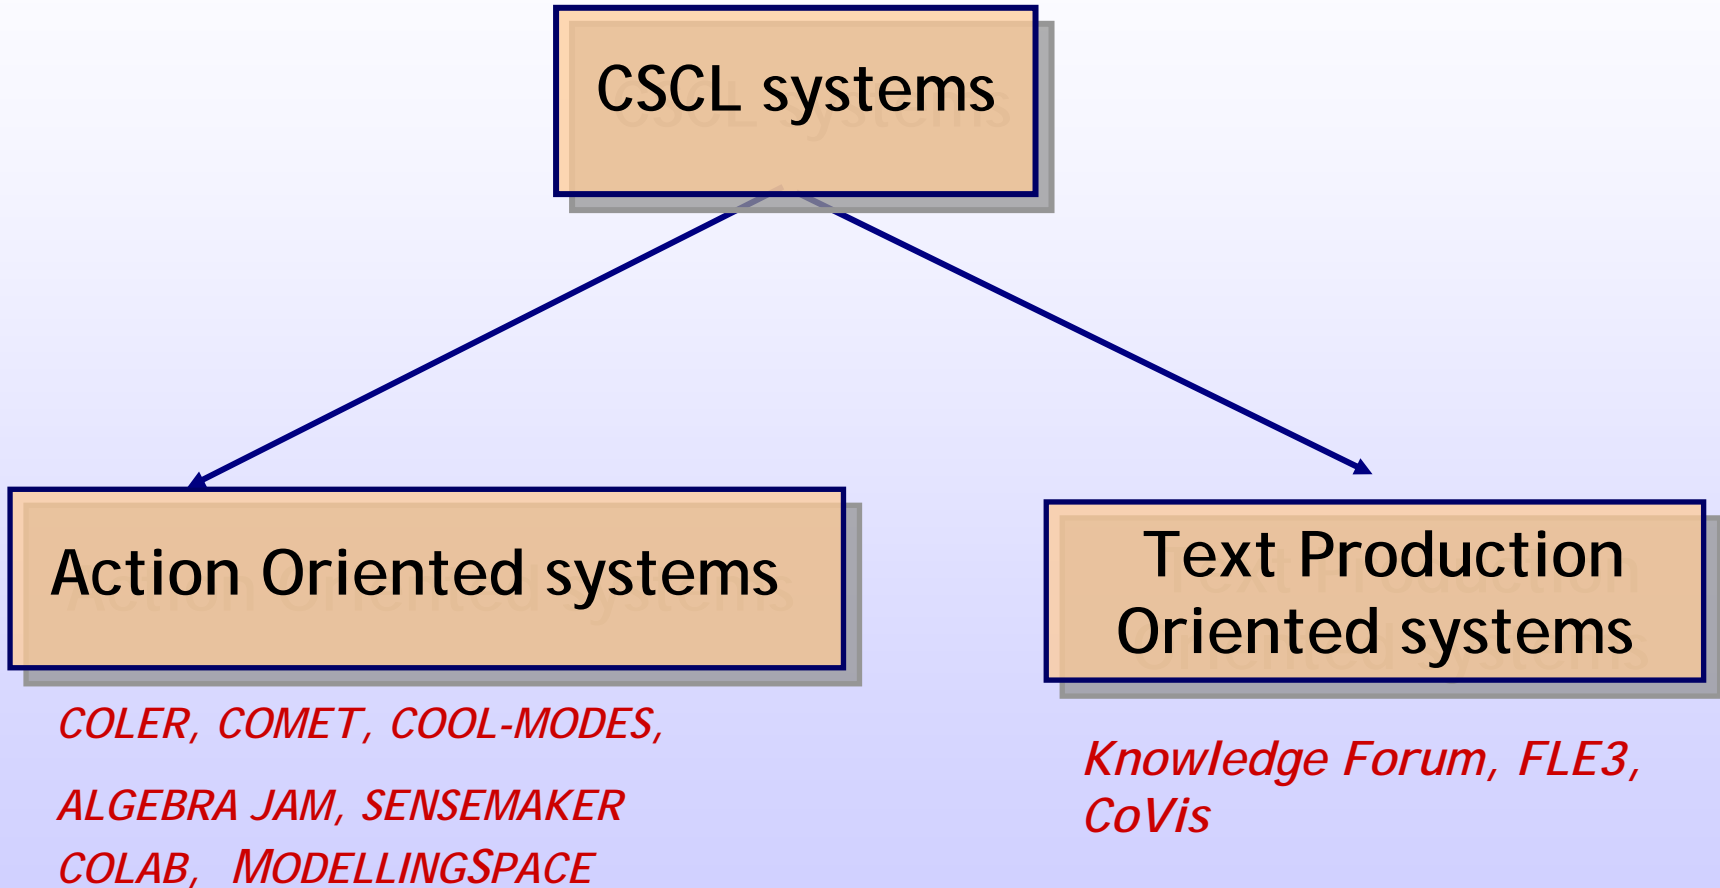 CSCL systems
Action Oriented systems
Text Production
Oriented systems
COLER, COMET, COOL-MODES,
ALGEBRA JAM, SENSEMAKER
COLAB, MODELLINGSPACE
Knowledge Forum, FLE3,
CoVis